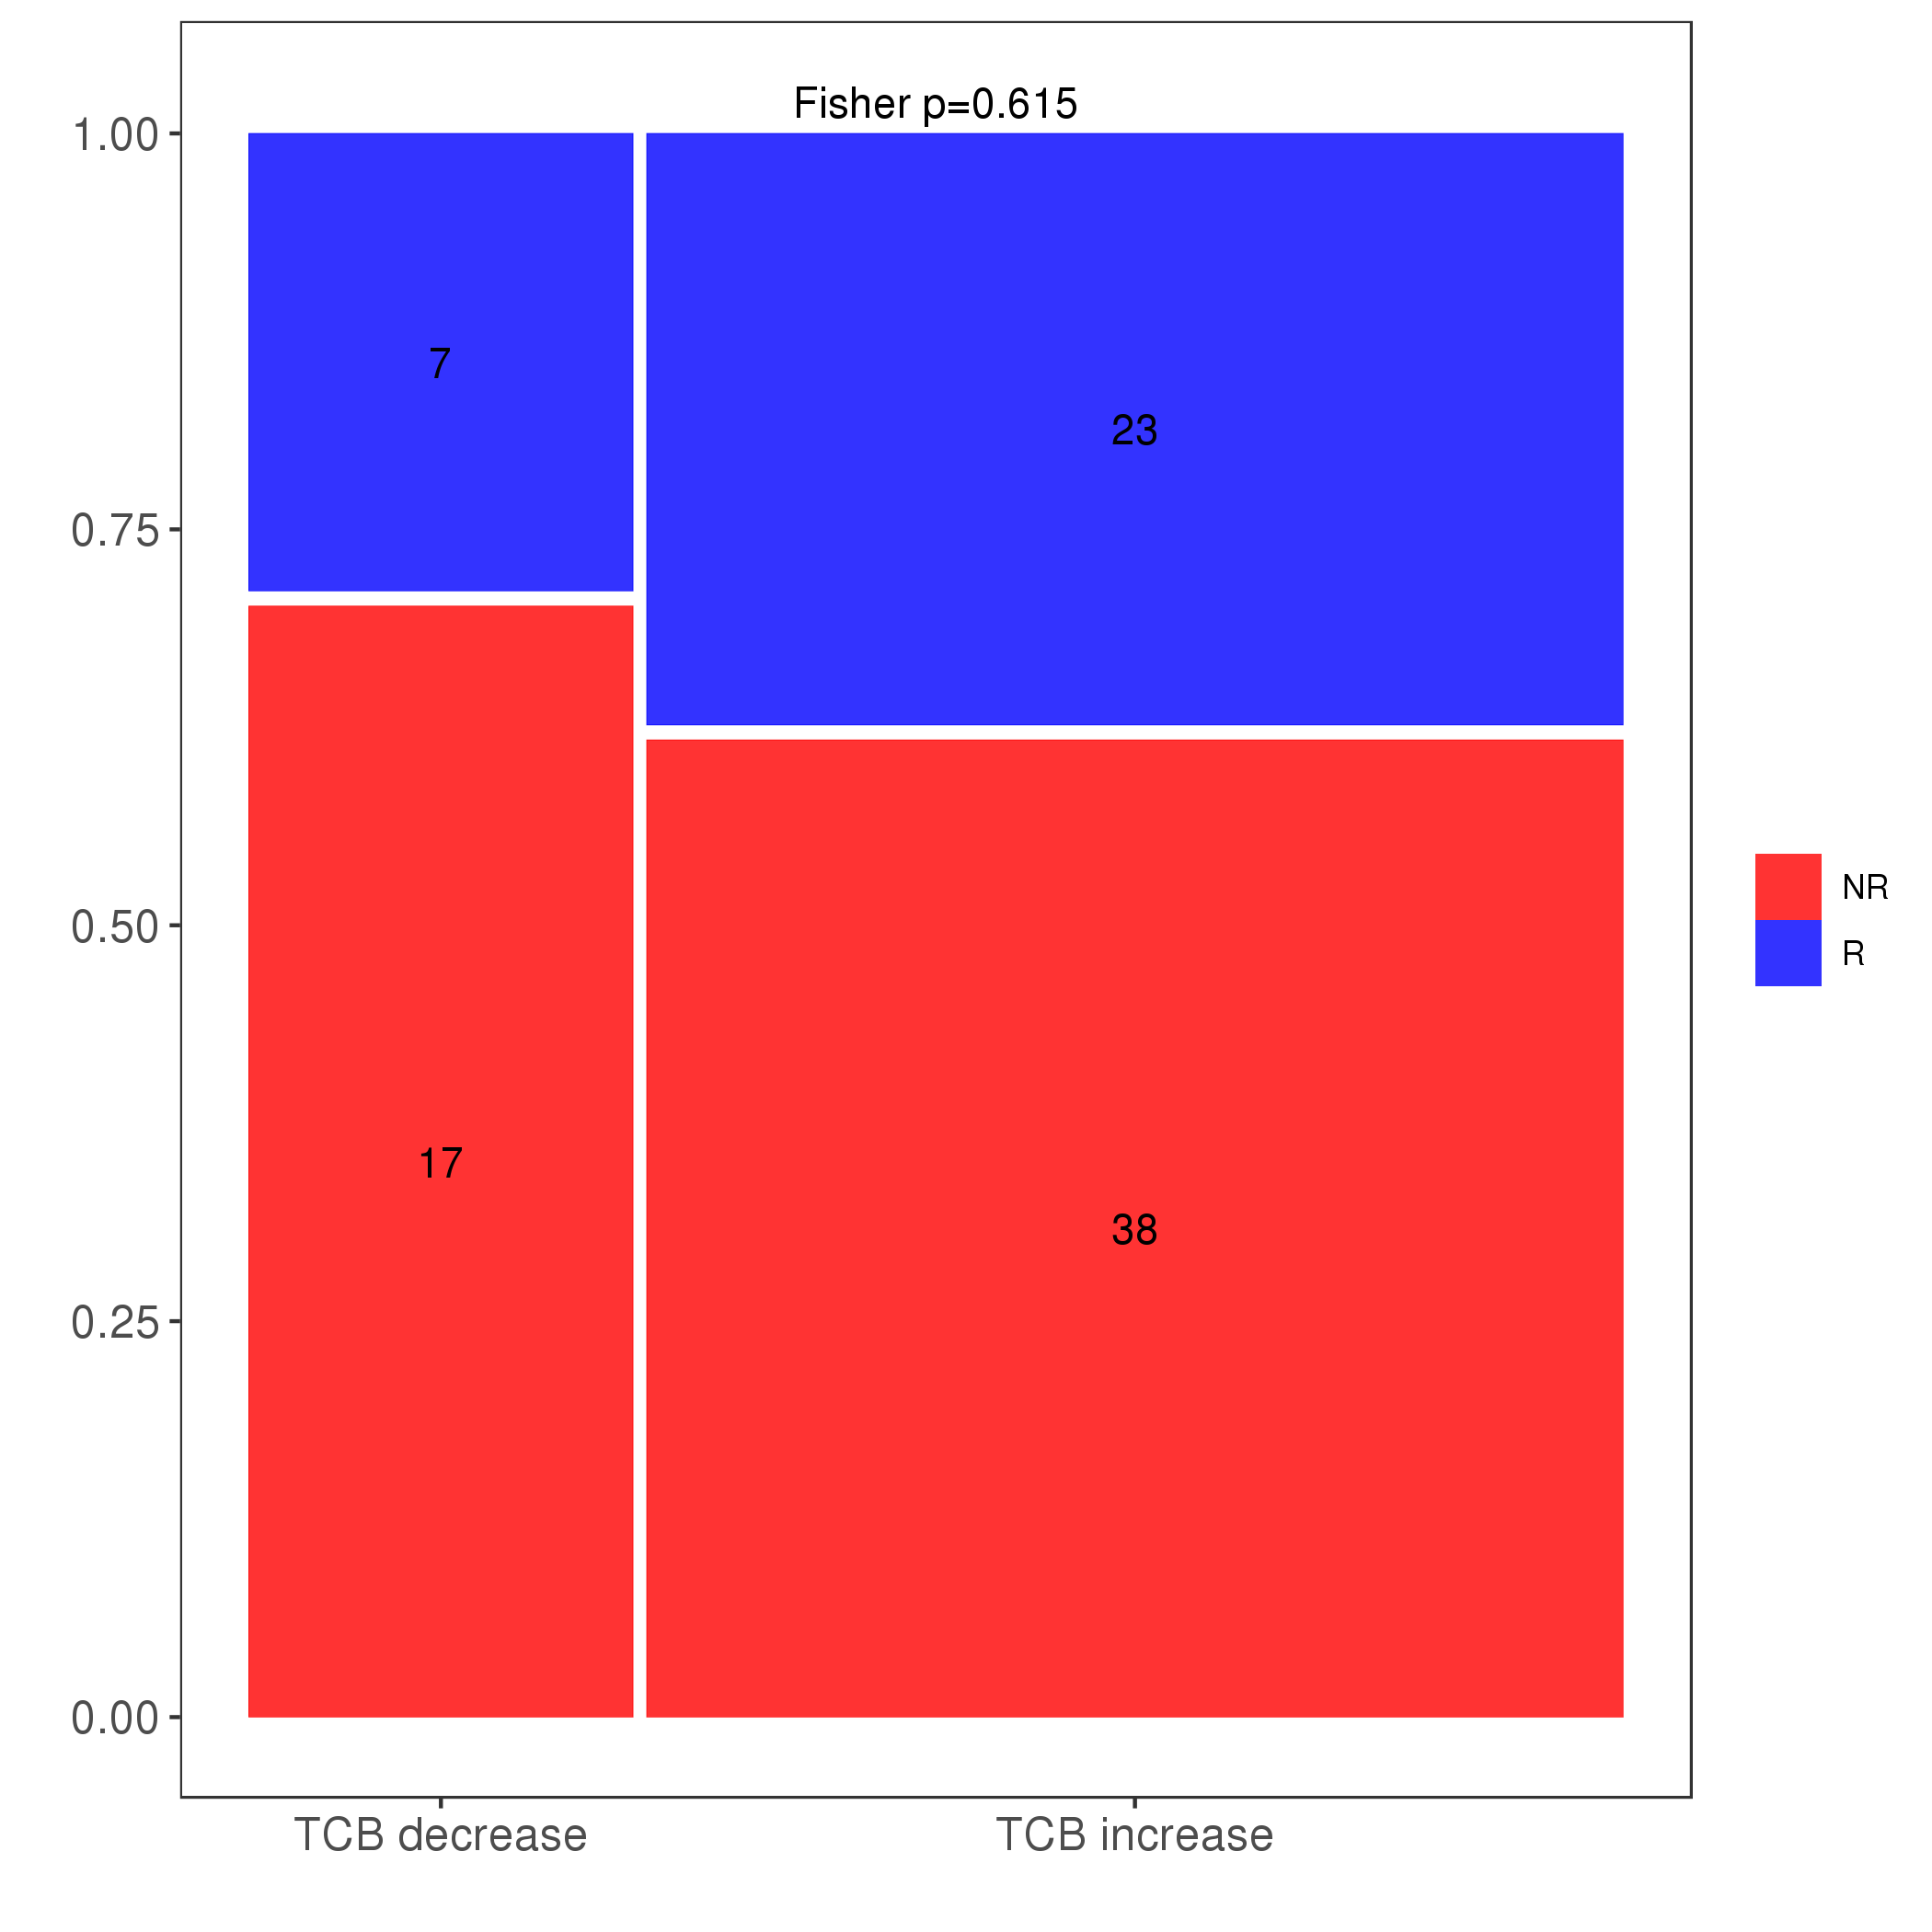 Fisher p=0.615
1.00
0.75
0.50
0.25
0.00
7
23
17
38
TCB decrease
TCB increase
NR
R